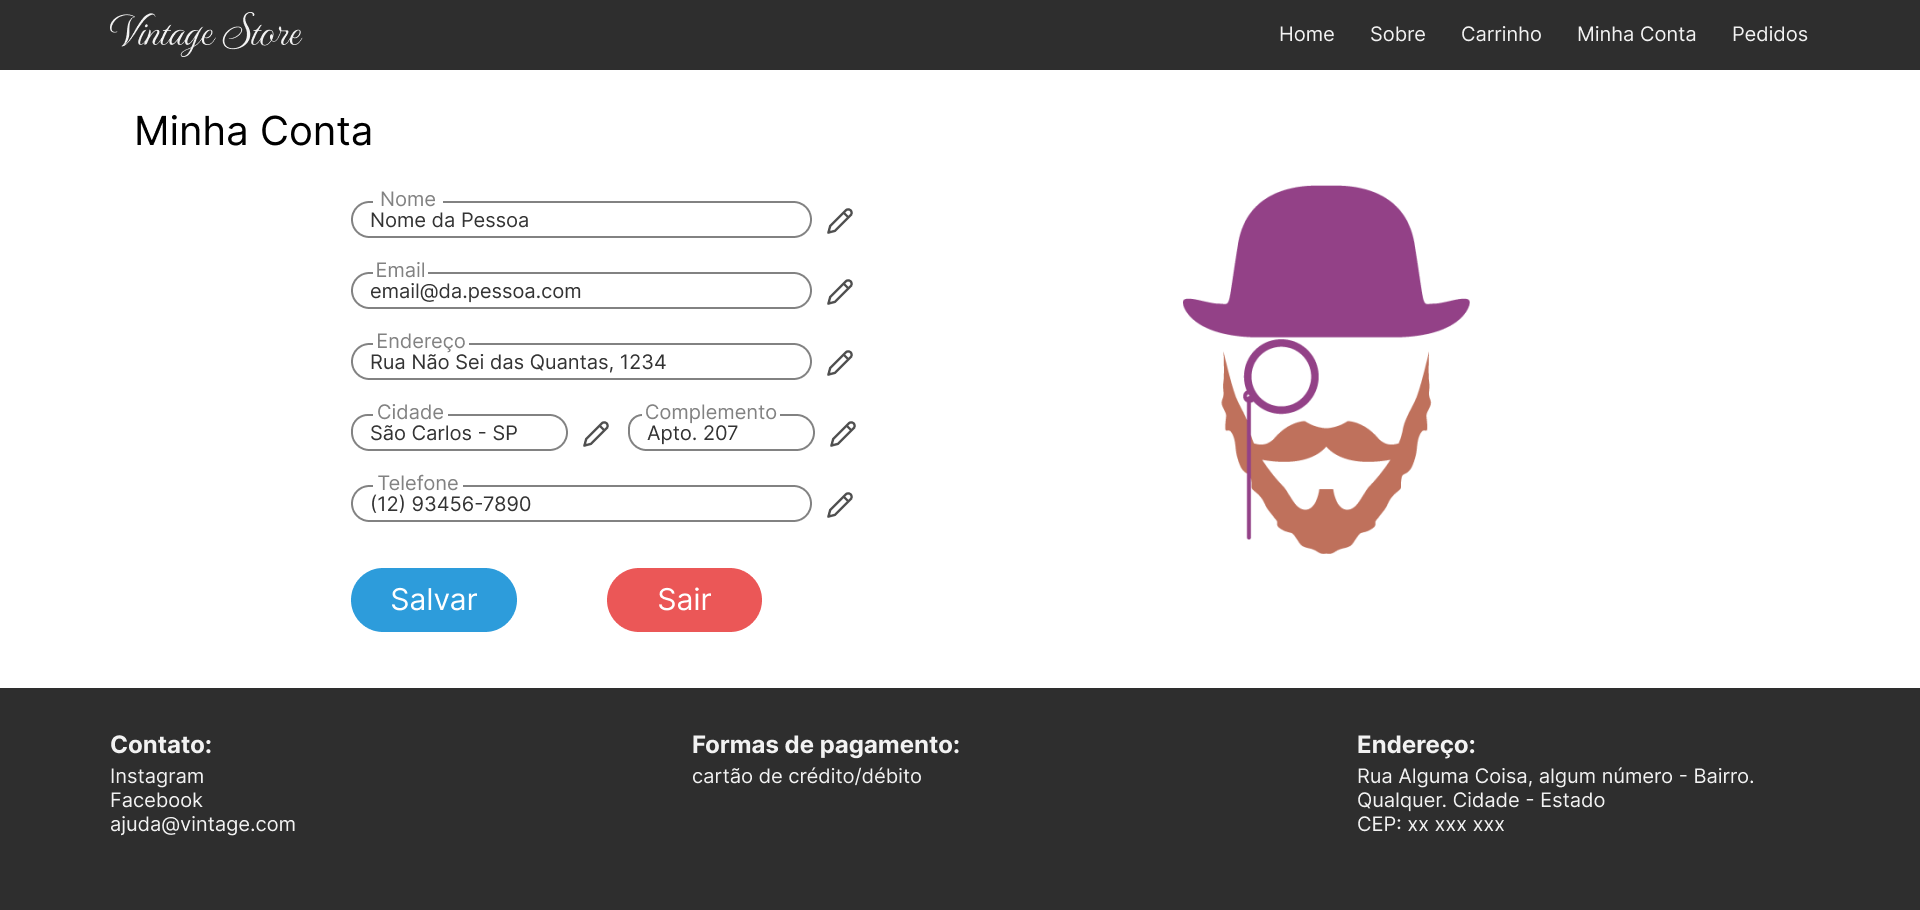 Vintage Store
Home Sobre Carrinho Minha Conta Pedidos
Minha Conta
Nome
Nome da Pessoa
Email
email@da.pessoa.com
Endereço
Rua Não Sei das Quantas, 1234
Cidade Complemento
São Carlos - SP Apto. 207
Telefone
(12) 93456-7890
Salvar Sair
Contato:
Instagram
Facebook
ajuda@vintage.com
Formas de pagamento:
cartão de crédito/débito
Endereço:
Rua Alguma Coisa, algum número - Bairro.
Qualquer. Cidade - Estado
CEP: xx xxx xxx